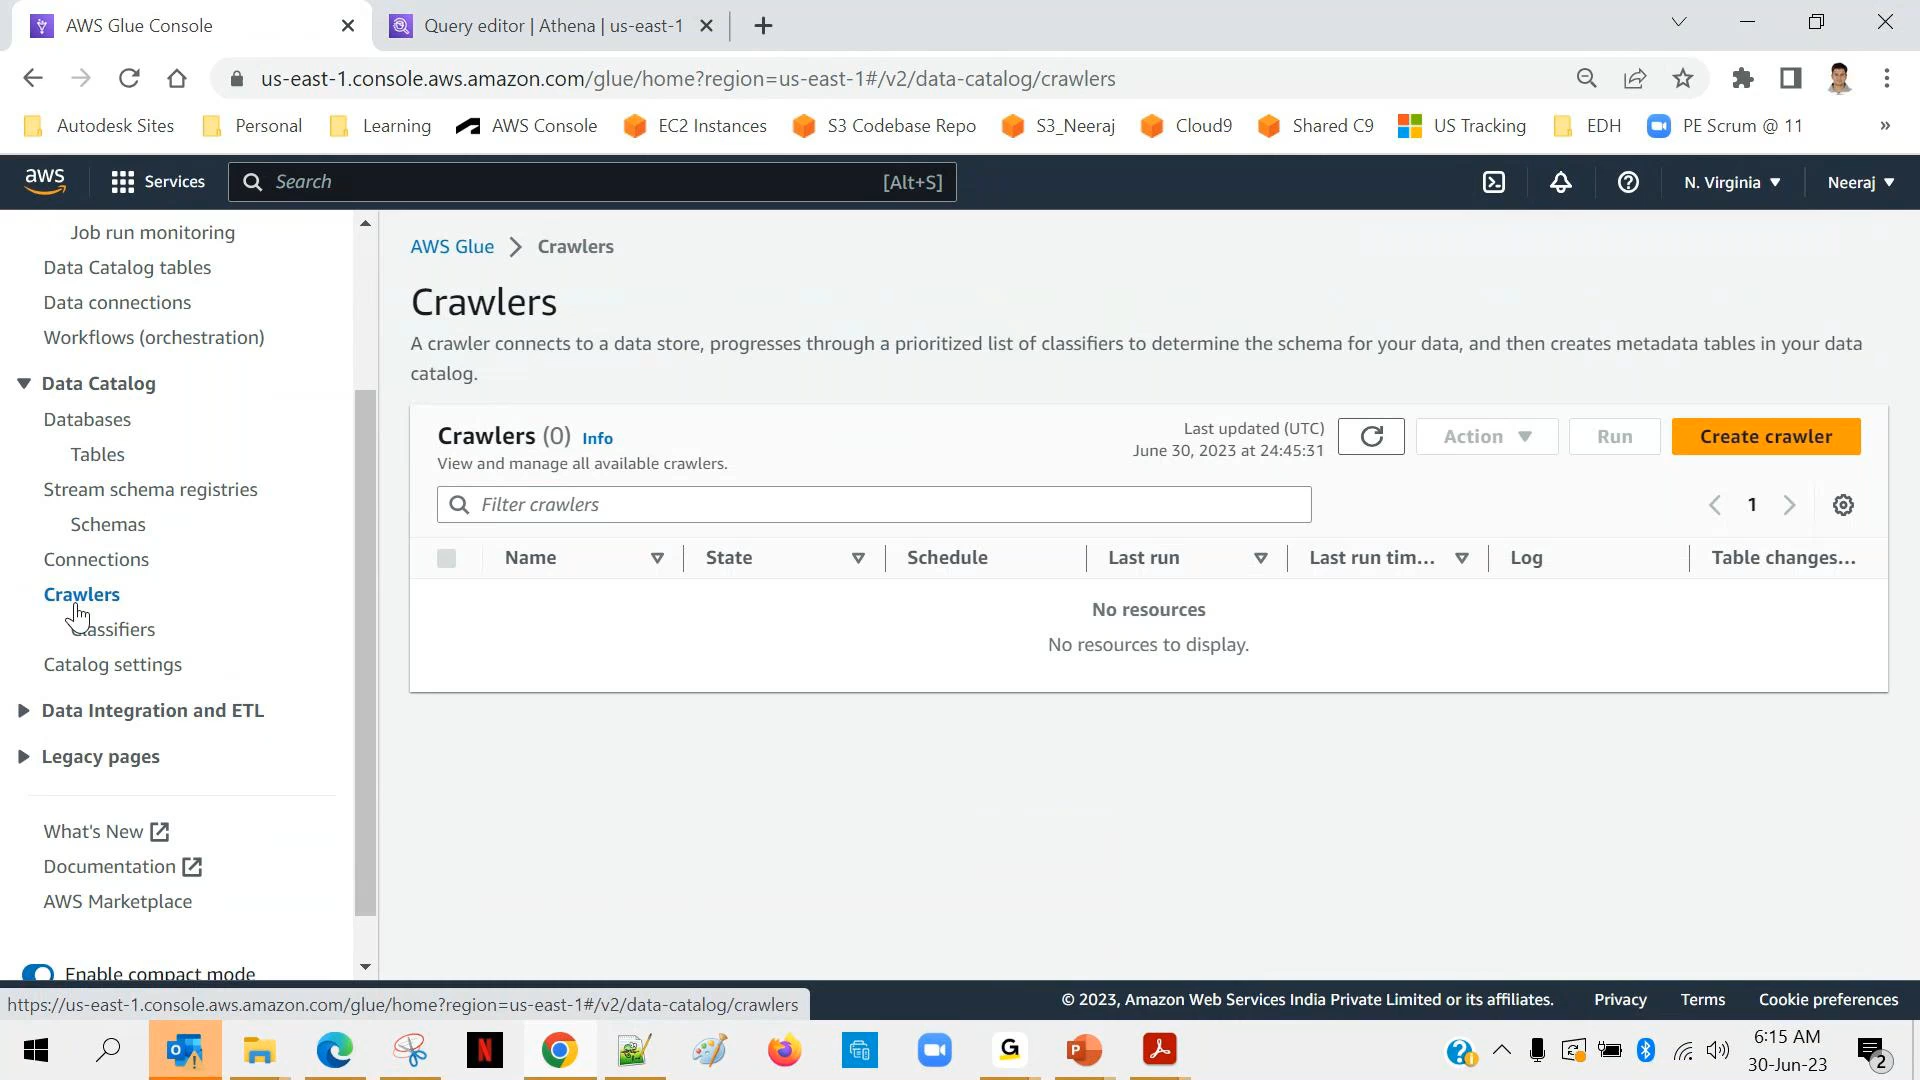 AWS Glue Console
Query editor | Athena | us-east-1
us-east-1.console.aws.amazon.com/glue/home?region=us-east-1#/v2/data-catalog/crawlers
Autodesk Sites
Personal
Learning
AWS Console
EC2 Instances
S3 Codebase Repo
S3_Neeraj
Cloud9
Shared C9
US Tracking
EDH
PE Scrum @ 11
»
aws
Services
Search
[Alt+S]
N. Virginia
Neeraj
Job run monitoring
Data Catalog tables
Data connections
Workflows (orchestration)
Data Catalog
Databases
Tables
Stream schema registries
Schemas
Connections
Crawlers
Classifiers
Catalog settings
Data Integration and ETL
Legacy pages
What's New
Documentation
AWS Marketplace
Enable compact mode
AWS Glue
Crawlers
Crawlers
A crawler connects to a data store, progresses through a prioritized list of classifiers to determine the schema for your data, and then creates metadata tables in your data
catalog.
Crawlers (0) Info
View and manage all available crawlers.
Last updated (UTC)
June 30, 2023 at 24:45:31
Action
Run
Create crawler
Filter crawlers
1
Name
State
Schedule
Last run
Last run tim...
Log
Table changes...
No resources
No resources to display.
https://us-east-1.console.aws.amazon.com/glue/home?region=us-east-1#/v2/data-catalog/crawlers
© 2023, Amazon Web Services India Private Limited or its affiliates.
Privacy
Terms
Cookie preferences
N
G
P
6:15 AM
30-Jun-23
2